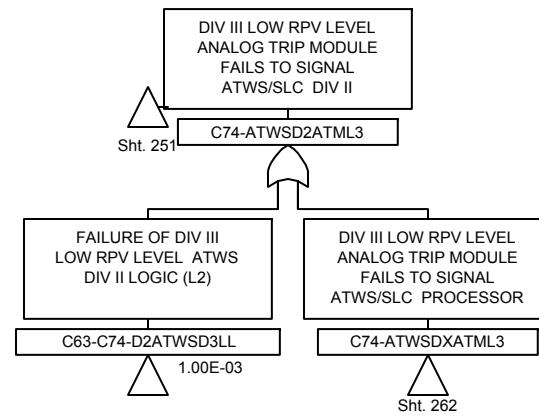 DIV III LOW RPV LEVEL
ANALOG TRIP MODULE
FAILS TO SIGNAL
ATWS/SLC DIV II
Sht. 251
C74-ATWSD2ATML3
FAILURE OF DIV III
LOW RPV LEVEL ATWS
DIV II LOGIC (L2)
C63-C74-D2ATWSD3LL
1.00E-03
DIV III LOW RPV LEVEL
ANALOG TRIP MODULE
FAILS TO SIGNAL
ATWS/SLC PROCESSOR
C74-ATWSDXATML3
Sht. 262